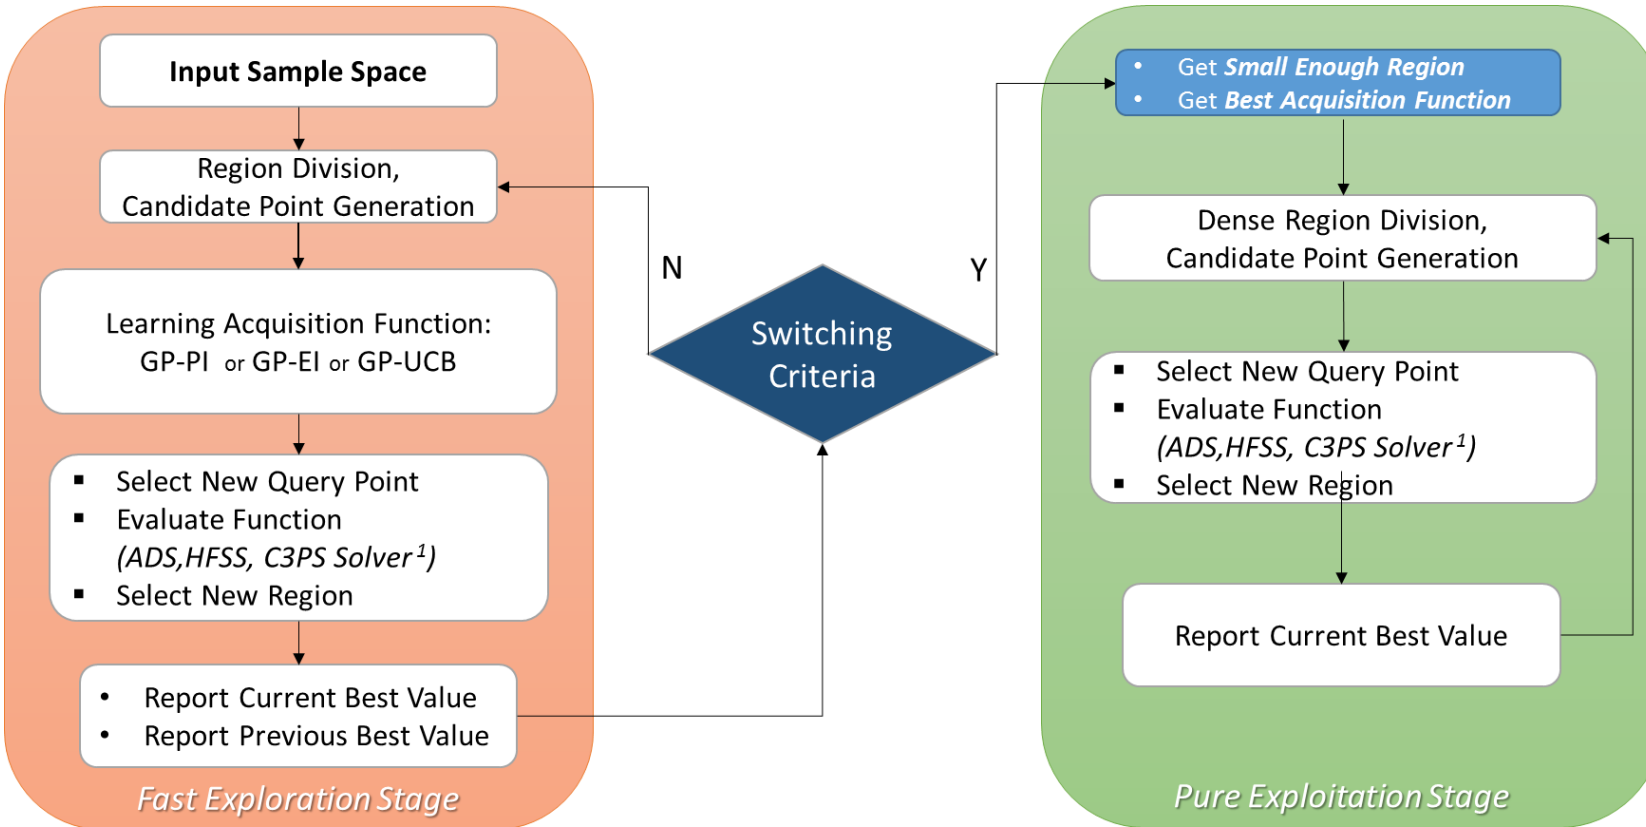 Input Sample Space
Region Division,
Candidate Point Generation
Learning Acquisition Function:
GP-PI or GP-EI or GP-UCB
▪ Select New Query Point
▪ Evaluate Function
(ADS,HFSS, C3PS Solver¹)
▪ Select New Region
• Report Current Best Value
• Report Previous Best Value
Fast Exploration Stage
N
Y
Switching
Criteria
• Get Small Enough Region
• Get Best Acquisition Function
Dense Region Division,
Candidate Point Generation
▪ Select New Query Point
▪ Evaluate Function
(ADS,HFSS, C3PS Solver¹)
▪ Select New Region
Report Current Best Value
Pure Exploitation Stage